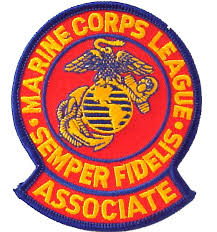 · MARINE CORPS LEAGUE ·
SEMPER FIDELIS
ASSOCIATE